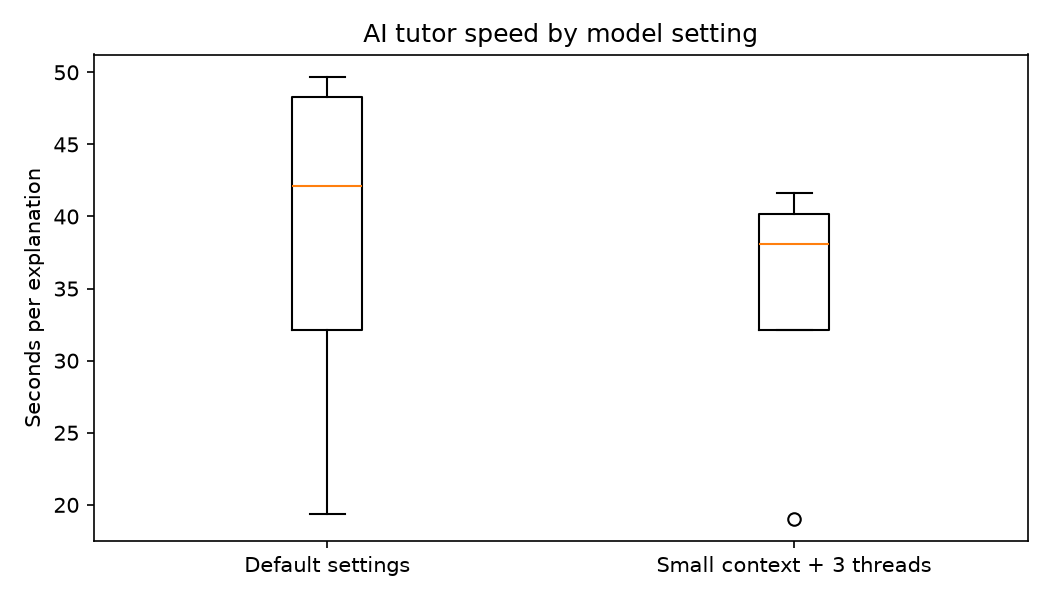 AI tutor speed by model setting
Seconds per explanation
50
45
40
35
30
25
20
Default settings
Small context + 3 threads